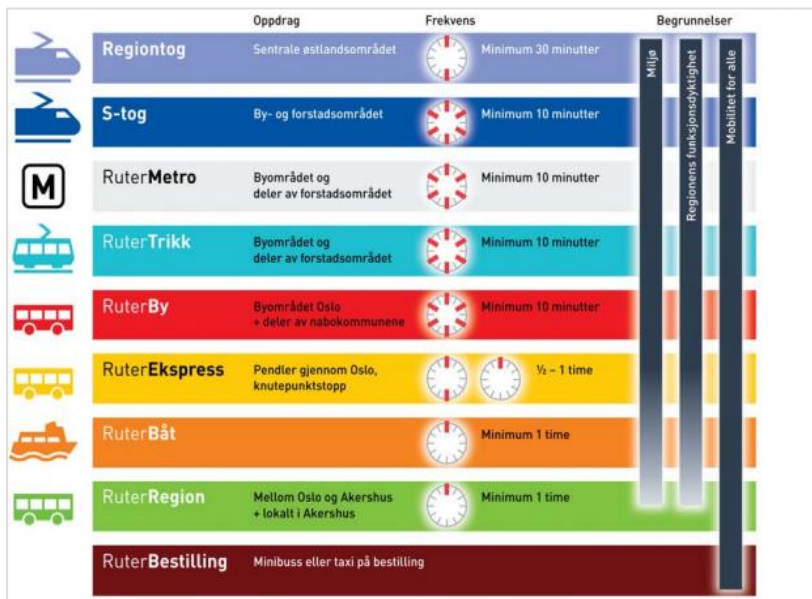 Oppdrag Frekvens Begrunnelser
Regiontog Sentrale østlandsområdet Minimum 30 minutter
S-tog By- og forstadsområdet Minimum 10 minutter
M RuterMetro Byområdet og
deler av forstadsområdet Minimum 10 minutter
RuterTrikk Byområdet og
deler av forstadsområdet Minimum 10 minutter
RuterBy Byområdet Oslo
+ deler av nabokommunene Minimum 10 minutter
RuterEkspress Pendler gjennom Oslo,
knutepunktstopp ½ – 1 time
RuterBåt Minimum 1 time
RuterRegion Mellom Oslo og Akershus
+ lokalt i Akershus Minimum 1 time
RuterBestilling Minibuss eller taxi på bestilling
Miljø
Regionens funksjonsdyktighet
Mobilitet for alle